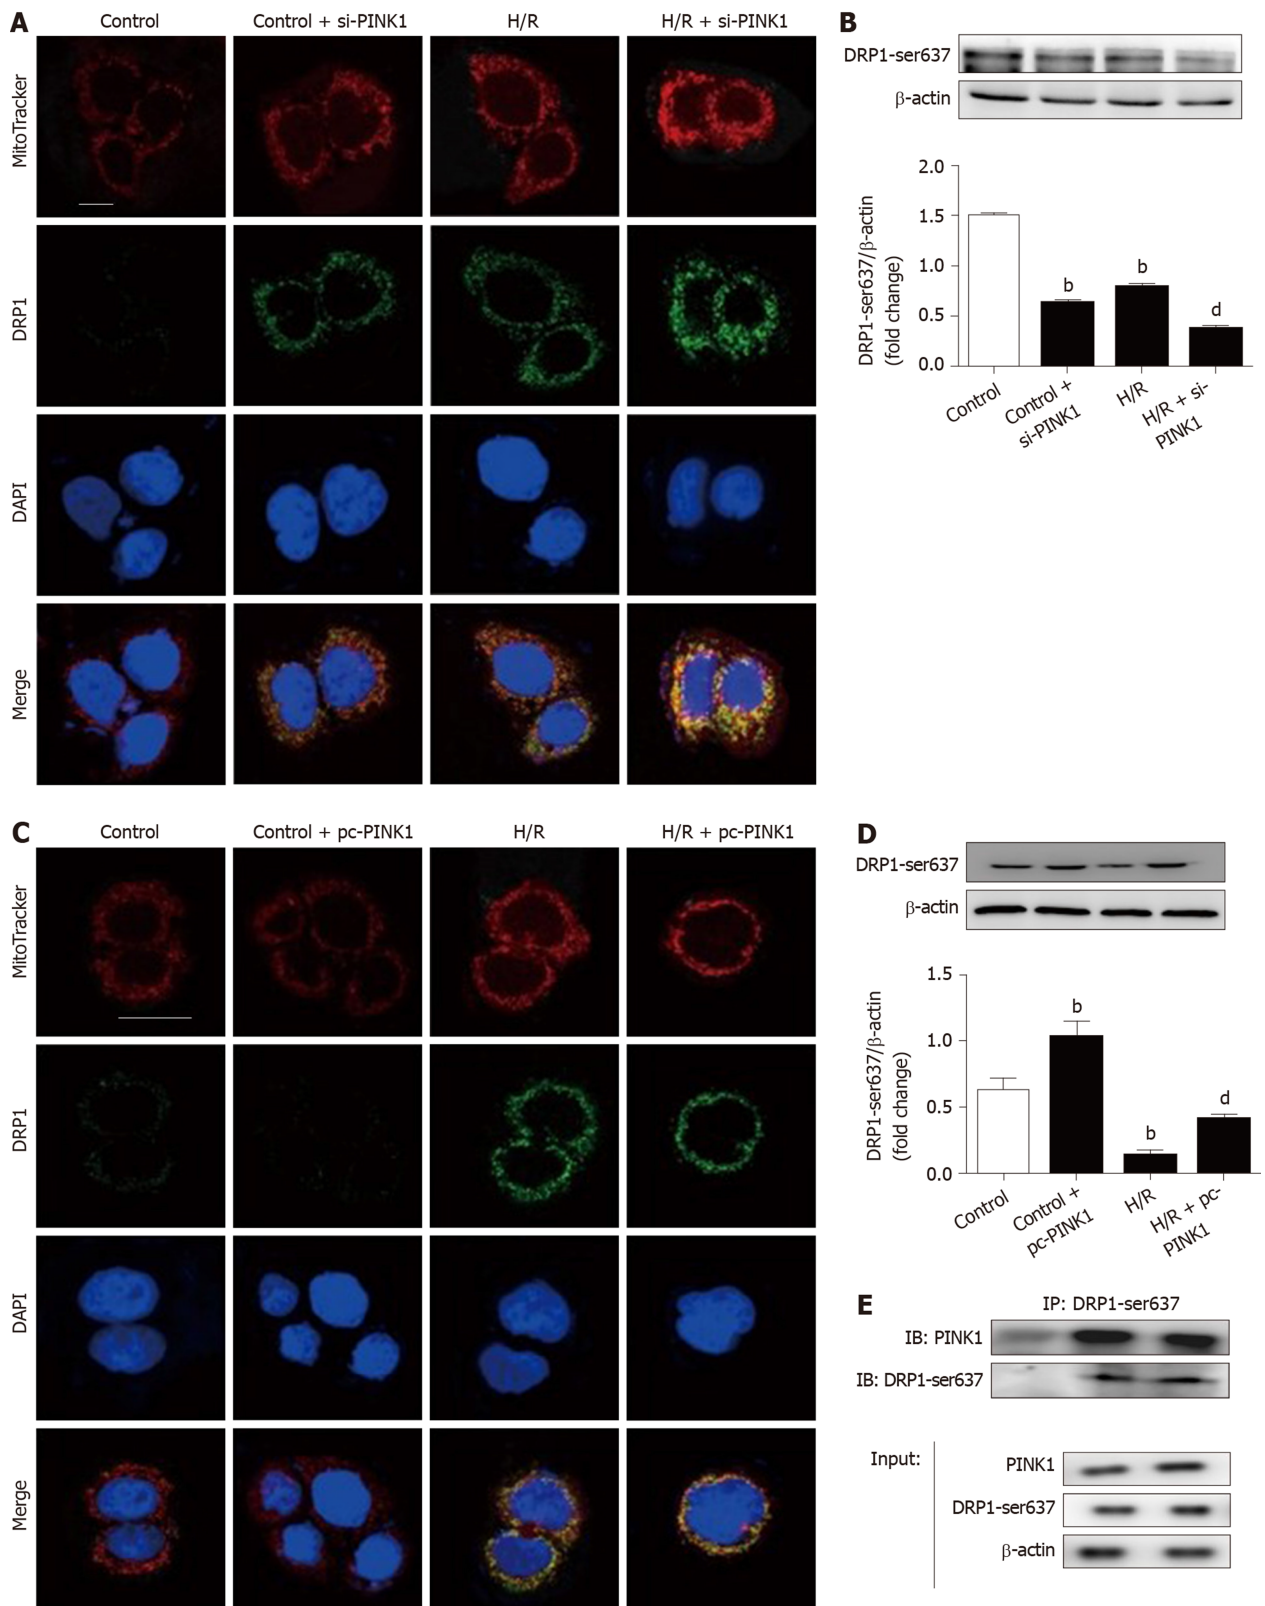 A
Control
Control + si-PINK1
H/R
H/R + si-PINK1
MitoTracker
DRP1
DAPI
Merge
B
DRP1-ser637
β-actin
DRP1-ser637/β-actin
(fold change)
2.0
1.5
1.0
0.5
0.0
b
b
d
Control
Control +
si-PINK1
H/R
H/R + si-
PINK1
C
Control
Control + pc-PINK1
H/R
H/R + pc-PINK1
MitoTracker
DRP1
DAPI
Merge
D
DRP1-ser637
β-actin
DRP1-ser637/β-actin
(fold change)
1.5
1.0
0.5
0.0
b
b
d
Control
Control +
pc-PINK1
H/R
H/R + pc-
PINK1
E
IP: DRP1-ser637
IB: PINK1
IB: DRP1-ser637
Input:
PINK1
DRP1-ser637
β-actin